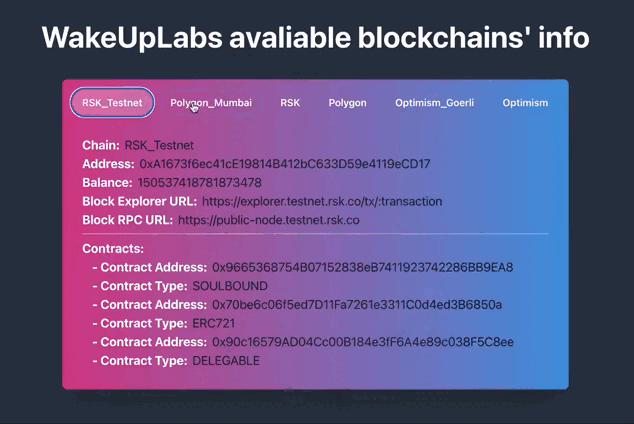 WakeUpLabs avaliable blockchains' info
RSK_Testnet Polygon_Mumbai RSK Polygon Optimism_Goerli Optimism
Chain: RSK_Testnet
Address: 0xA1673f6ec41cE19814B412bC633D59e4119eCD17
Balance: 150537418781873478
Block Explorer URL: https://explorer.testnet.rsk.co/tx/:transaction
Block RPC URL: https://public-node.testnet.rsk.co
Contracts:
- Contract Address: 0x9665368754B07152838eB7411923742286BB9EA8
- Contract Type: SOULBOUND
- Contract Address: 0x70be6c06f5ed7D11Fa7261e3311C0d4ed3B6850a
- Contract Type: ERC721
- Contract Address: 0x90c16579AD04Cc00B184e3fF6A4e89c038F5C8ee
- Contract Type: DELEGABLE